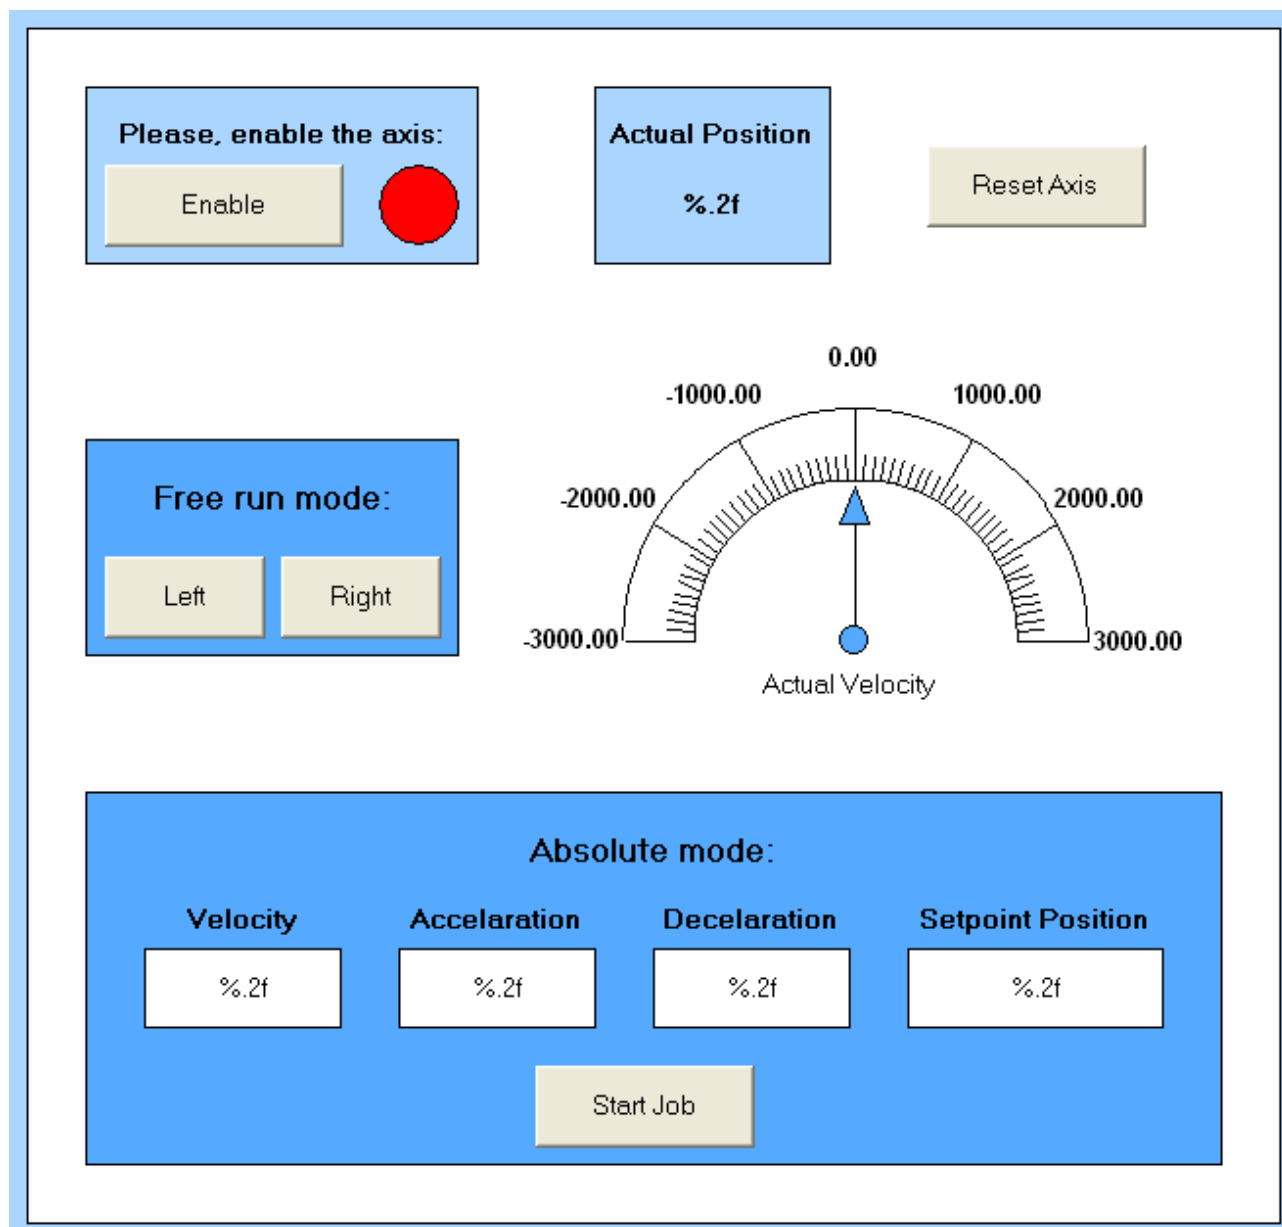 Please, enable the axis:
Enable
Actual Position
%.2f
Reset Axis
0.00
-1000.00
1000.00
-2000.00
2000.00
-3000.00
3000.00
Actual Velocity
Free run mode:
Left
Right
Absolute mode:
Velocity
Accelaration
Decelaration
Setpoint Position
%.2f
%.2f
%.2f
%.2f
Start Job